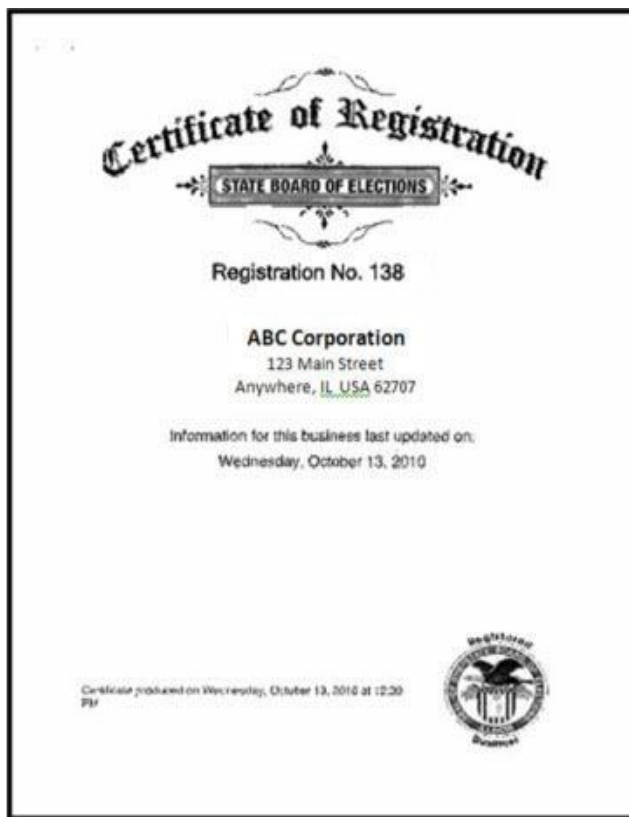 Certificate of Registration
STATE BOARD OF ELECTIONS
Registration No. 138
ABC Corporation
123 Main Street
Anywhere, IL USA 62707
Information for this business last updated on:
Wednesday, October 13, 2010
Registered
Certificate produced on Wednesday, October 13, 2010 at 12:30
PM
Business